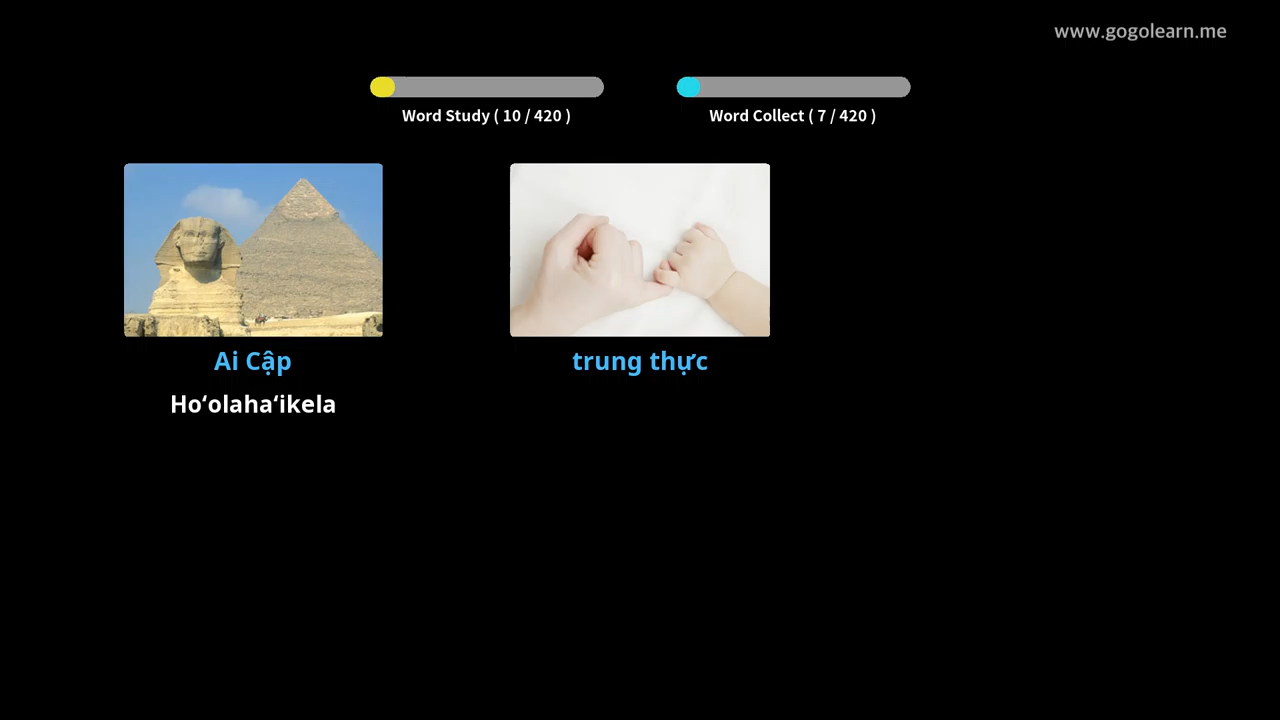 www.gogolearn.me
Word Study ( 10 / 420 )
Word Collect ( 7 / 420 )
Ai Cập
trung thực
Hoʻolahaʻikela